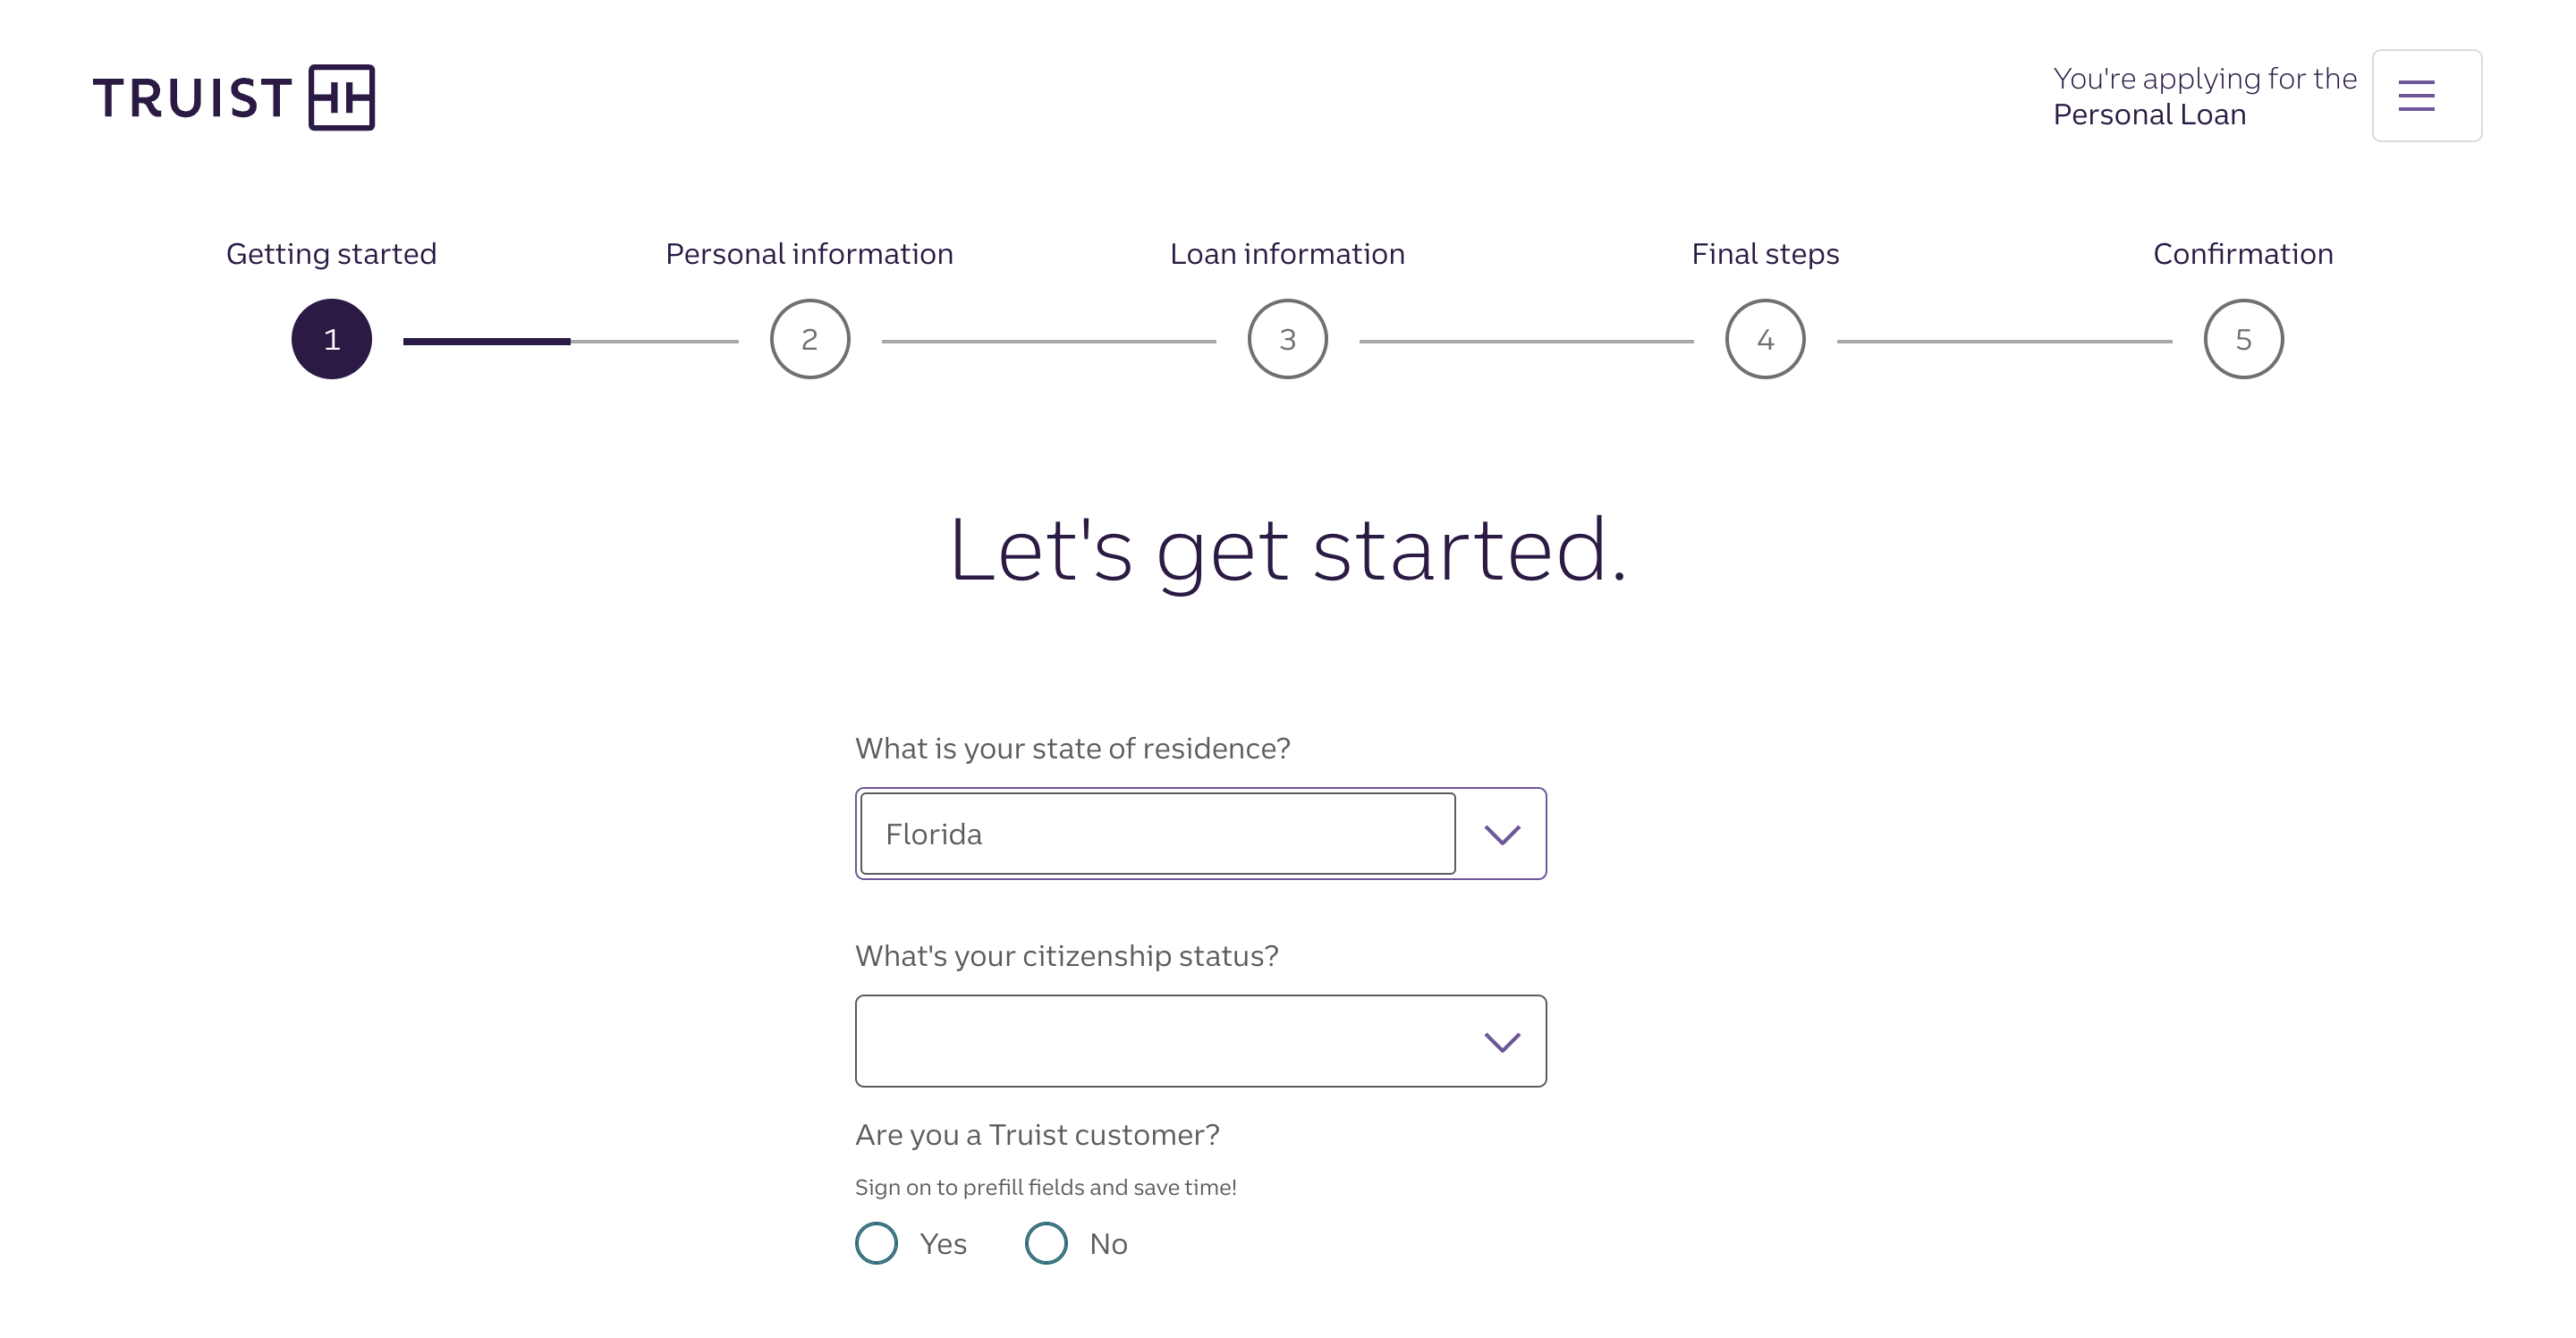 TRUIST
You're applying for the
Personal Loan
Getting started
Personal information
Loan information
Final steps
Confirmation
1
2
3
4
5
Let's get started.
What is your state of residence?
Florida
What's your citizenship status?
Are you a Truist customer?
Sign on to prefill fields and save time!
Yes
No